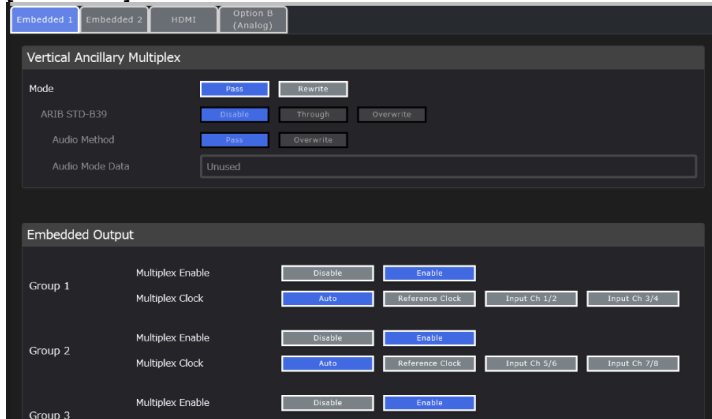 Embedded 1 Embedded 2 HDMI Option B
(Analog)
Vertical Ancillary Multiplex
Mode Pass Rewrite
ARIB STD-B39 Disable Through Overwrite
Audio Method Pass Overwrite
Audio Mode Data Unused
Embedded Output
Group 1
Multiplex Enable Disable Enable
Multiplex Clock Auto Reference Clock Input Ch 1/2 Input Ch 3/4
Group 2
Multiplex Enable Disable Enable
Multiplex Clock Auto Reference Clock Input Ch 5/6 Input Ch 7/8
Group 3
Multiplex Enable Disable Enable